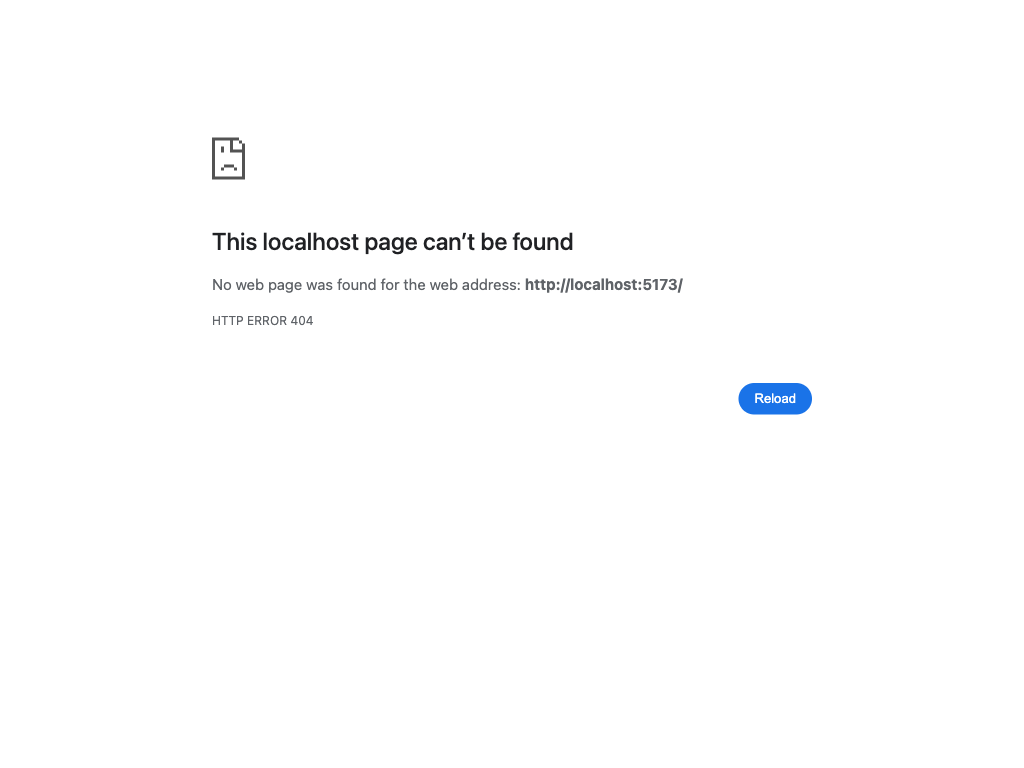 This localhost page can’t be found
No web page was found for the web address: http://localhost:5173/
HTTP ERROR 404
Reload